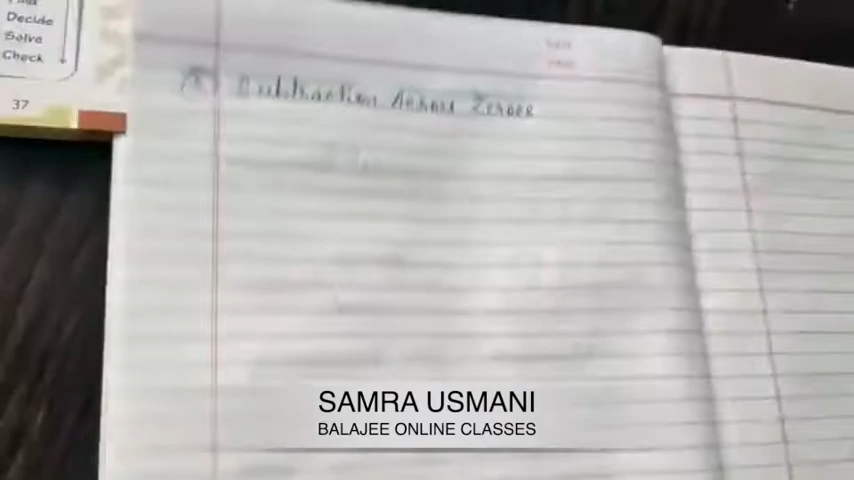 Decide
Solve
Check
37
Subtraction Across Zeroes
SAMRA USMANI
BALAJEE ONLINE CLASSES